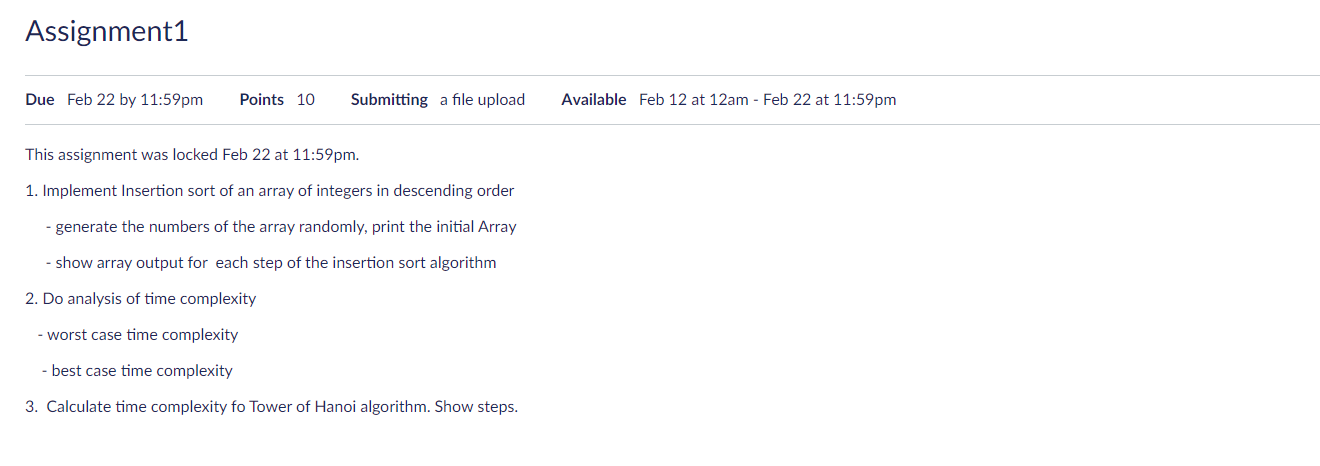 Assignment1
Due Feb 22 by 11:59pm Points 10 Submitting a file upload Available Feb 12 at 12am - Feb 22 at 11:59pm
This assignment was locked Feb 22 at 11:59pm.
1. Implement Insertion sort of an array of integers in descending order
- generate the numbers of the array randomly, print the initial Array
- show array output for each step of the insertion sort algorithm
2. Do analysis of time complexity
- worst case time complexity
- best case time complexity
3. Calculate time complexity fo Tower of Hanoi algorithm. Show steps.